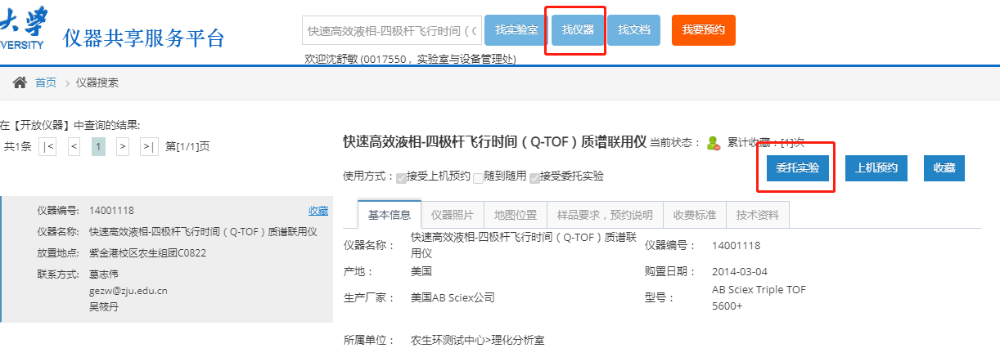 大学
VERSITY
仪器共享服务平台
快速高效液相-四极杆飞行时间（Q
找实验室
找仪器
找文档
我要预约
欢迎沈舒敏 (0017550，实验室与设备管理处)
首页 > 仪器搜索
在【开放仪器】中查询的结果:
共1条 |< < 1 > >| 第[1/1]页
仪器编号: 14001118 收藏
仪器名称: 快速高效液相-四极杆飞行时间（Q-TOF）质谱联用仪
放置地点: 紫金港校区农生组团C0822
联系方式: 葛志伟
gezw@zju.edu.cn
吴筱丹
快速高效液相-四极杆飞行时间（Q-TOF）质谱联用仪 当前状态： 累计收藏：[1]次
使用方式：接受上机预约 随到随用 接受委托实验
委托实验
上机预约
收藏
基本信息
仪器照片
地图位置
样品要求，预约说明
收费标准
技术资料
仪器名称： 快速高效液相-四极杆飞行时间（Q-TOF）质谱联
用仪
仪器编号： 14001118
产地： 美国
购置日期： 2014-03-04
生产厂家： 美国AB Sciex公司
型号： AB Sciex Triple TOF
5600+
所属单位： 农生环测试中心>理化分析室